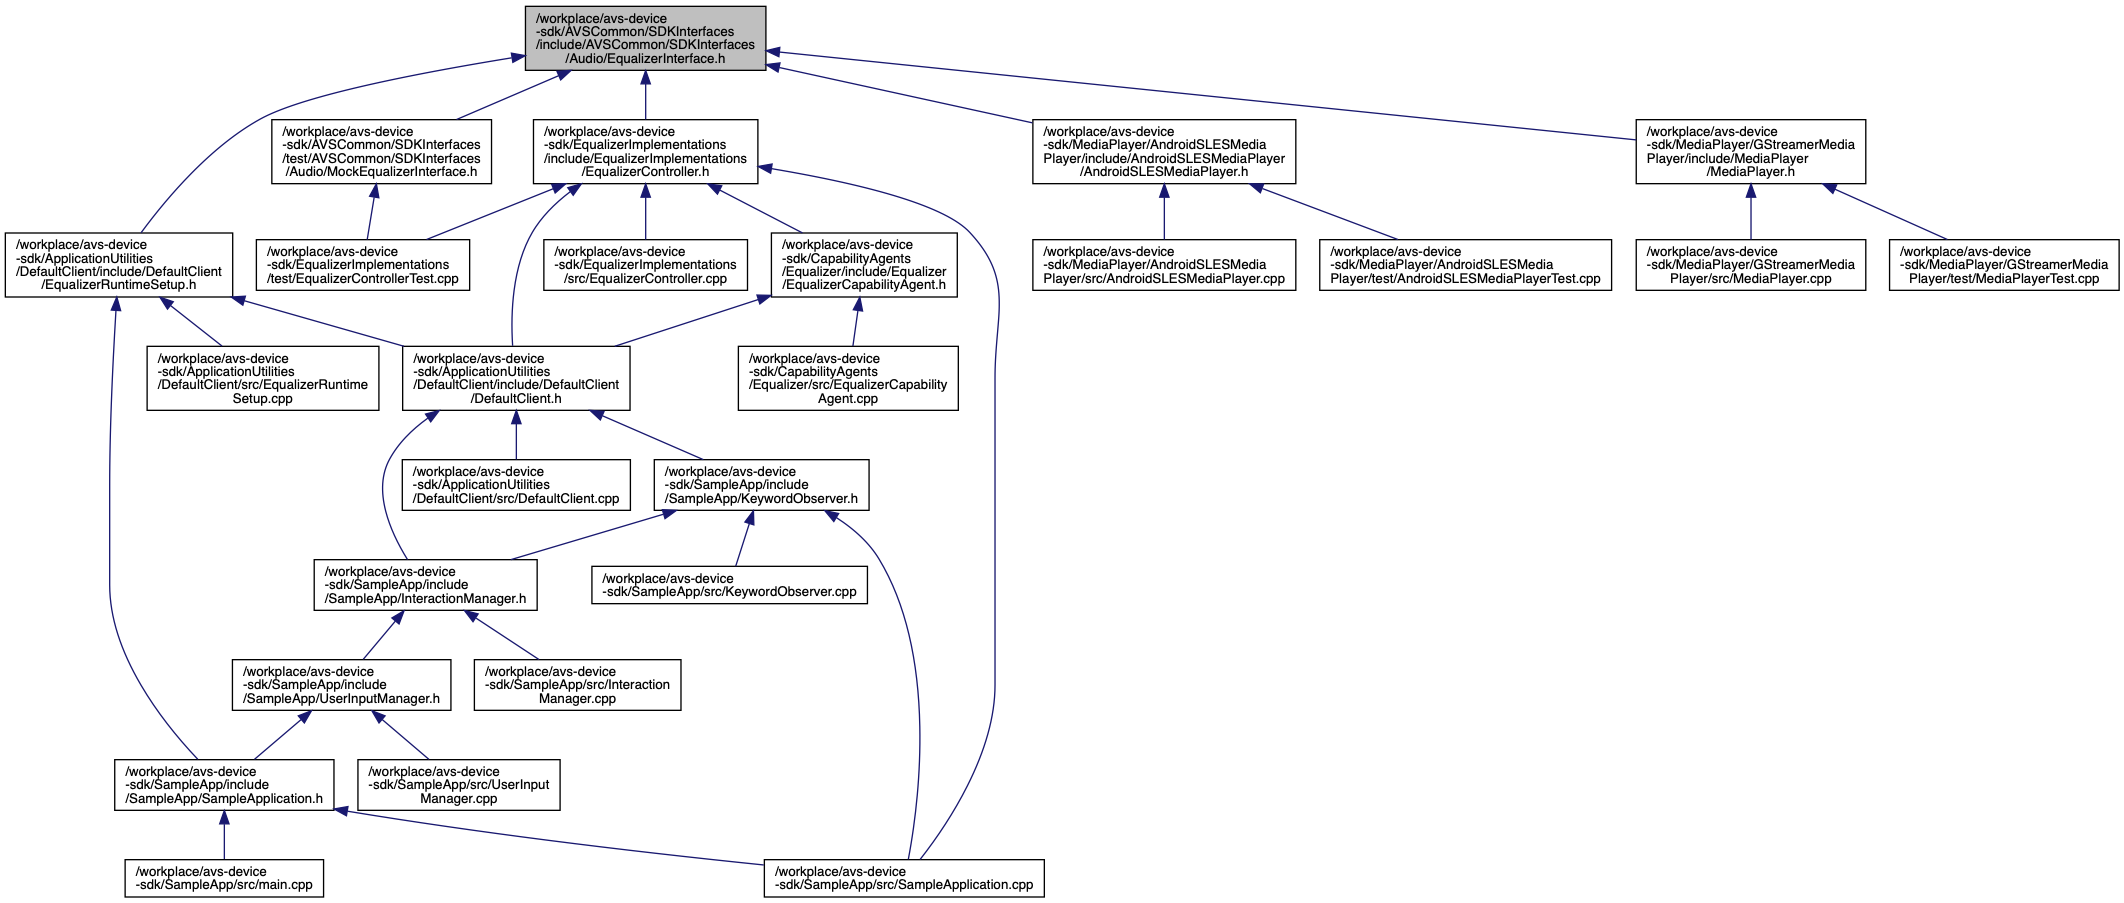 /workplace/avs-device
-sdk/AVSCommon/SDKInterfaces
/include/AVSCommon/SDKInterfaces
/Audio/EqualizerInterface.h
/workplace/avs-device
-sdk/AVSCommon/SDKInterfaces
/test/AVSCommon/SDKInterfaces
/Audio/MockEqualizerInterface.h
/workplace/avs-device
-sdk/EqualizerImplementations
/include/EqualizerImplementations
/EqualizerController.h
/workplace/avs-device
-sdk/MediaPlayer/AndroidSLESMedia
Player/include/AndroidSLESMediaPlayer
/AndroidSLESMediaPlayer.h
/workplace/avs-device
-sdk/MediaPlayer/GStreamerMedia
Player/include/MediaPlayer
/MediaPlayer.h
/workplace/avs-device
-sdk/ApplicationUtilities
/DefaultClient/include/DefaultClient
/EqualizerRuntimeSetup.h
/workplace/avs-device
-sdk/EqualizerImplementations
/test/EqualizerControllerTest.cpp
/workplace/avs-device
-sdk/EqualizerImplementations
/src/EqualizerController.cpp
/workplace/avs-device
-sdk/CapabilityAgents
/Equalizer/include/Equalizer
/EqualizerCapabilityAgent.h
/workplace/avs-device
-sdk/MediaPlayer/AndroidSLESMedia
Player/src/AndroidSLESMediaPlayer.cpp
/workplace/avs-device
-sdk/MediaPlayer/AndroidSLESMedia
Player/test/AndroidSLESMediaPlayerTest.cpp
/workplace/avs-device
-sdk/MediaPlayer/GStreamerMedia
Player/src/MediaPlayer.cpp
/workplace/avs-device
-sdk/MediaPlayer/GStreamerMedia
Player/test/MediaPlayerTest.cpp
/workplace/avs-device
-sdk/ApplicationUtilities
/DefaultClient/src/EqualizerRuntime
Setup.cpp
/workplace/avs-device
-sdk/ApplicationUtilities
/DefaultClient/include/DefaultClient
/DefaultClient.h
/workplace/avs-device
-sdk/CapabilityAgents
/Equalizer/src/EqualizerCapability
Agent.cpp
/workplace/avs-device
-sdk/ApplicationUtilities
/DefaultClient/src/DefaultClient.cpp
/workplace/avs-device
-sdk/SampleApp/include
/SampleApp/KeywordObserver.h
/workplace/avs-device
-sdk/SampleApp/include
/SampleApp/InteractionManager.h
/workplace/avs-device
-sdk/SampleApp/src/KeywordObserver.cpp
/workplace/avs-device
-sdk/SampleApp/include
/SampleApp/UserInputManager.h
/workplace/avs-device
-sdk/SampleApp/src/Interaction
Manager.cpp
/workplace/avs-device
-sdk/SampleApp/include
/SampleApp/SampleApplication.h
/workplace/avs-device
-sdk/SampleApp/src/UserInput
Manager.cpp
/workplace/avs-device
-sdk/SampleApp/src/main.cpp
/workplace/avs-device
-sdk/SampleApp/src/SampleApplication.cpp